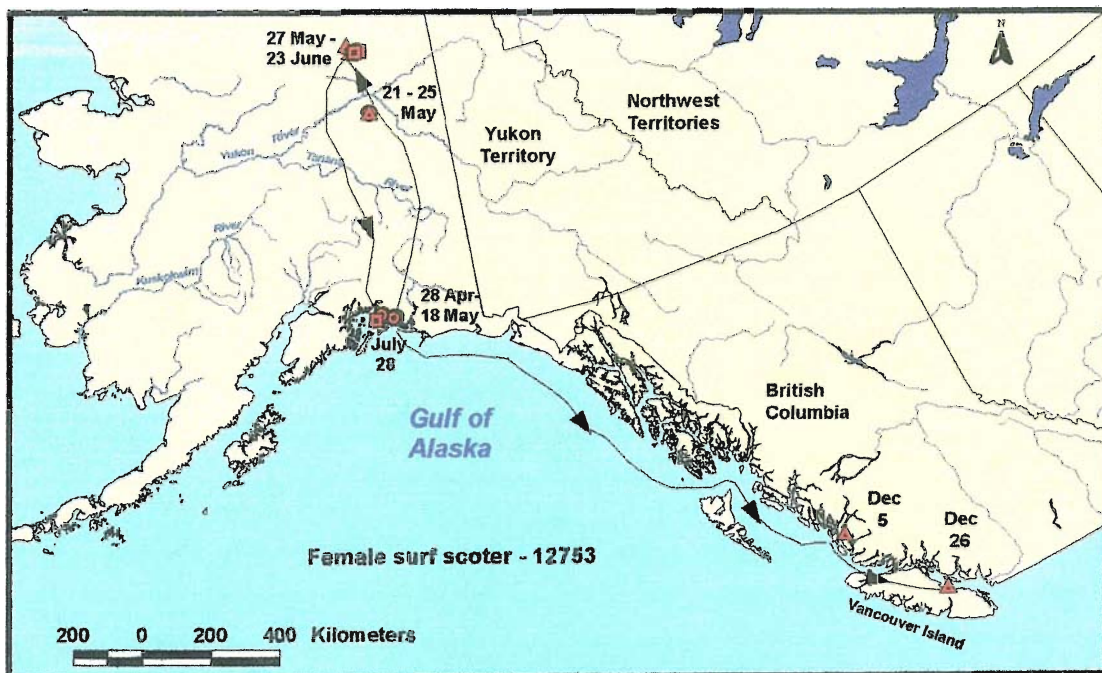 27 May -
23 June
21 - 25
May
N
Northwest
Territories
Yukon
Territory
Yukon River
Tanana River
River
Kuskokwim
28 Apr-
18 May
July
28
Gulf of
Alaska
British
Columbia
Dec
5
Dec
26
Female surf scoter - 12753
Vancouver Island
200 0 200 400 Kilometers